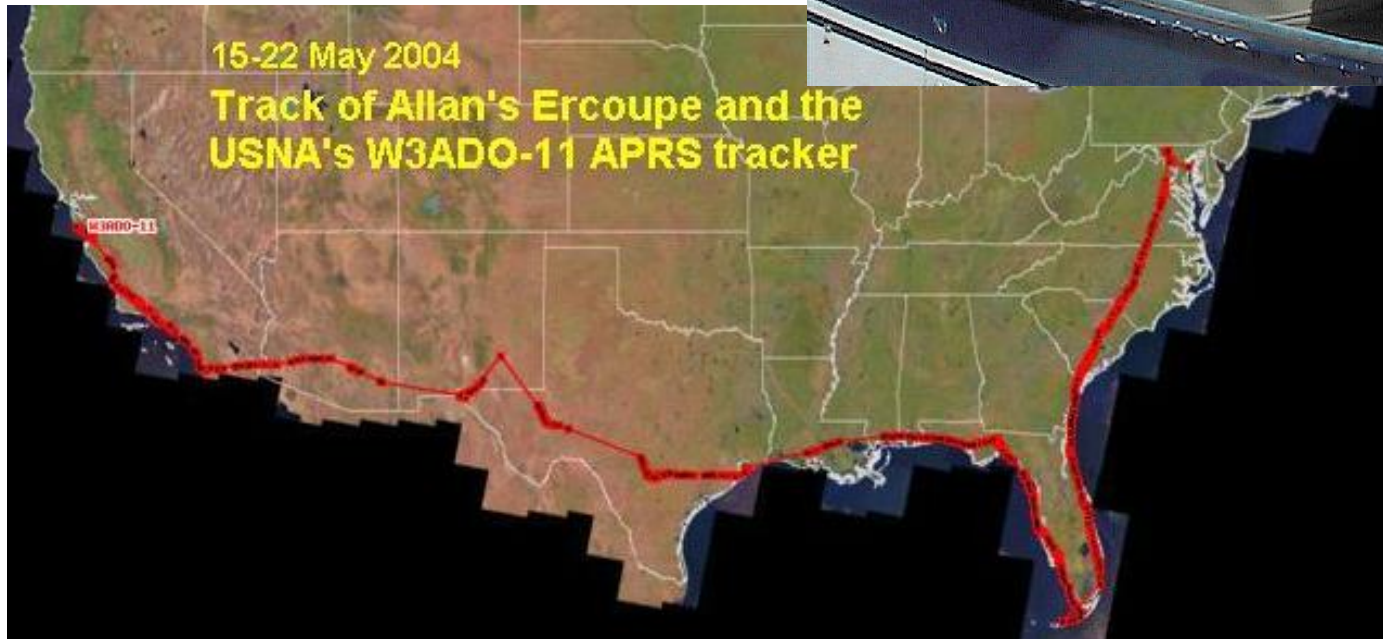 15-22 May 2004
Track of Allan's Ercoupe and the
USNA's W3ADO-11 APRS tracker
W3ADO-11